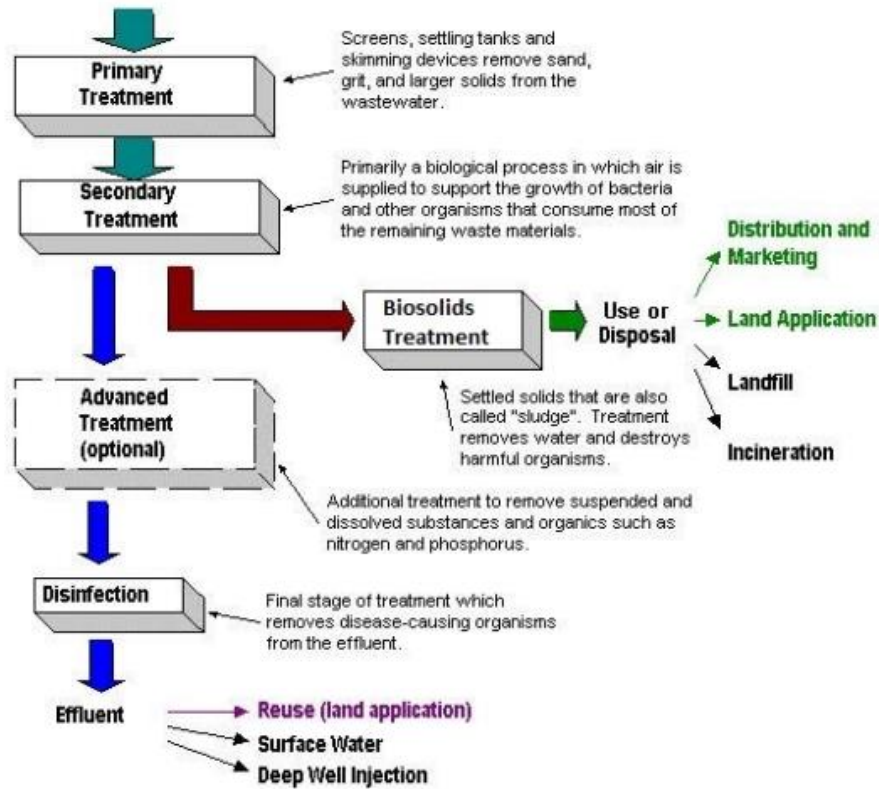 Primary
Treatment
Screens, settling tanks and
skimming devices remove sand,
grit, and larger solids from the
wastewater.
Secondary
Treatment
Primarily a biological process in which air is
supplied to support the growth of bacteria
and other organisms that consume most of
the remaining waste materials.
Biosolids
Treatment
Use or
Disposal
Distribution and
Marketing
Land Application
Landfill
Incineration
Settled solids that are also
called "sludge". Treatment
removes water and destroys
harmful organisms.
Advanced
Treatment
(optional)
Additional treatment to remove suspended and
dissolved substances and organics such as
nitrogen and phosphorus.
Disinfection
Final stage of treatment which
removes disease-causing organisms
from the effluent.
Effluent
Reuse (land application)
Surface Water
Deep Well Injection